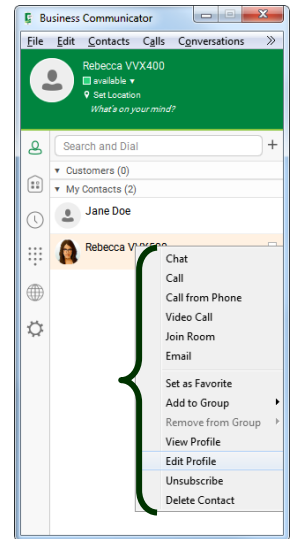 Business Communicator
File Edit Contacts Calls Conversations »
Rebecca VVX400
available
Set Location
What's on your mind?
Search and Dial
Customers (0)
My Contacts (2)
Jane Doe
Rebecca
Chat
Call
Call from Phone
Video Call
Join Room
Email
Set as Favorite
Add to Group
Remove from Group
View Profile
Edit Profile
Unsubscribe
Delete Contact